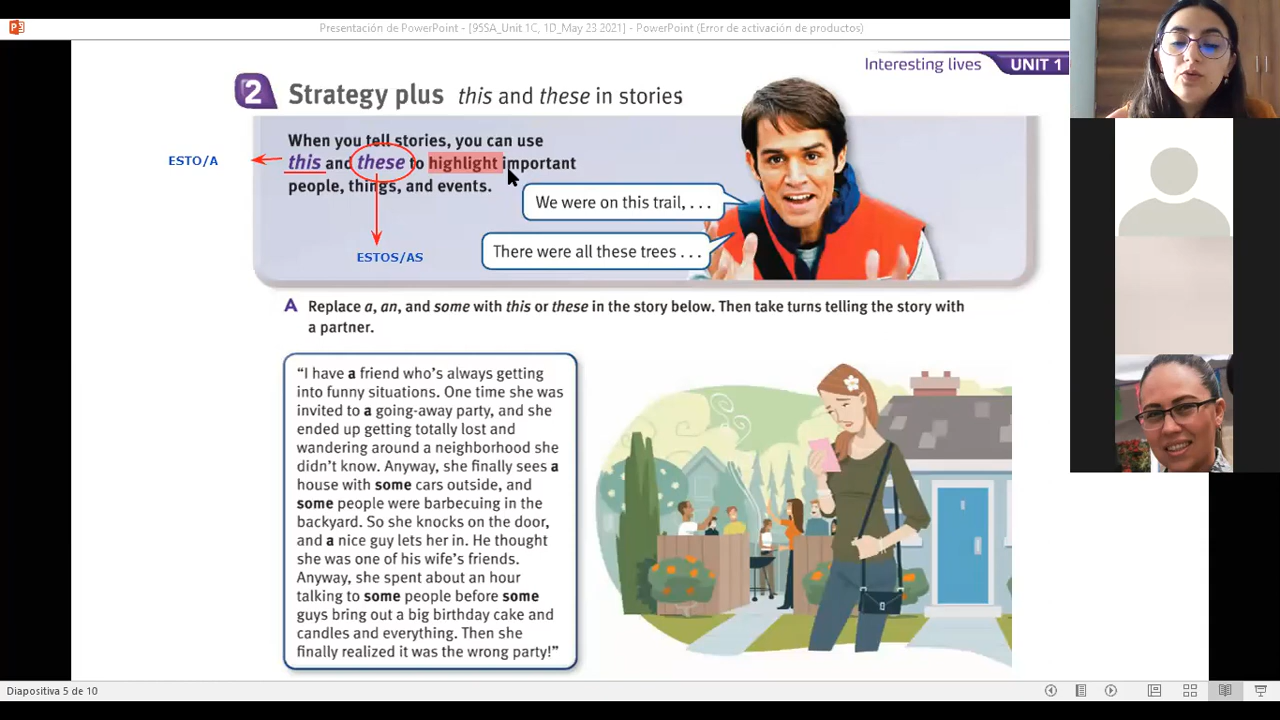 Presentación de PowerPoint - [95SA_Unit 1C, 1D_May 23 2021] - PowerPoint (Error de activación de productos)
Interesting lives UNIT 1
2 Strategy plus this and these in stories
When you tell stories, you can use
ESTO/A
this and these to highlight important
people, things, and events.
We were on this trail, . . .
There were all these trees . . .
ESTOS/AS
A Replace a, an, and some with this or these in the story below. Then take turns telling the story with
a partner.
“I have a friend who’s always getting
into funny situations. One time she was
invited to a going-away party, and she
ended up getting totally lost and
wandering around a neighborhood she
didn’t know. Anyway, she finally sees a
house with some cars outside, and
some people were barbecuing in the
backyard. So she knocks on the door,
and a nice guy lets her in. He thought
she was one of his wife’s friends.
Anyway, she spent about an hour
talking to some people before some
guys bring out a big birthday cake and
candles and everything. Then she
finally realized it was the wrong party!”
Diapositiva 5 de 10